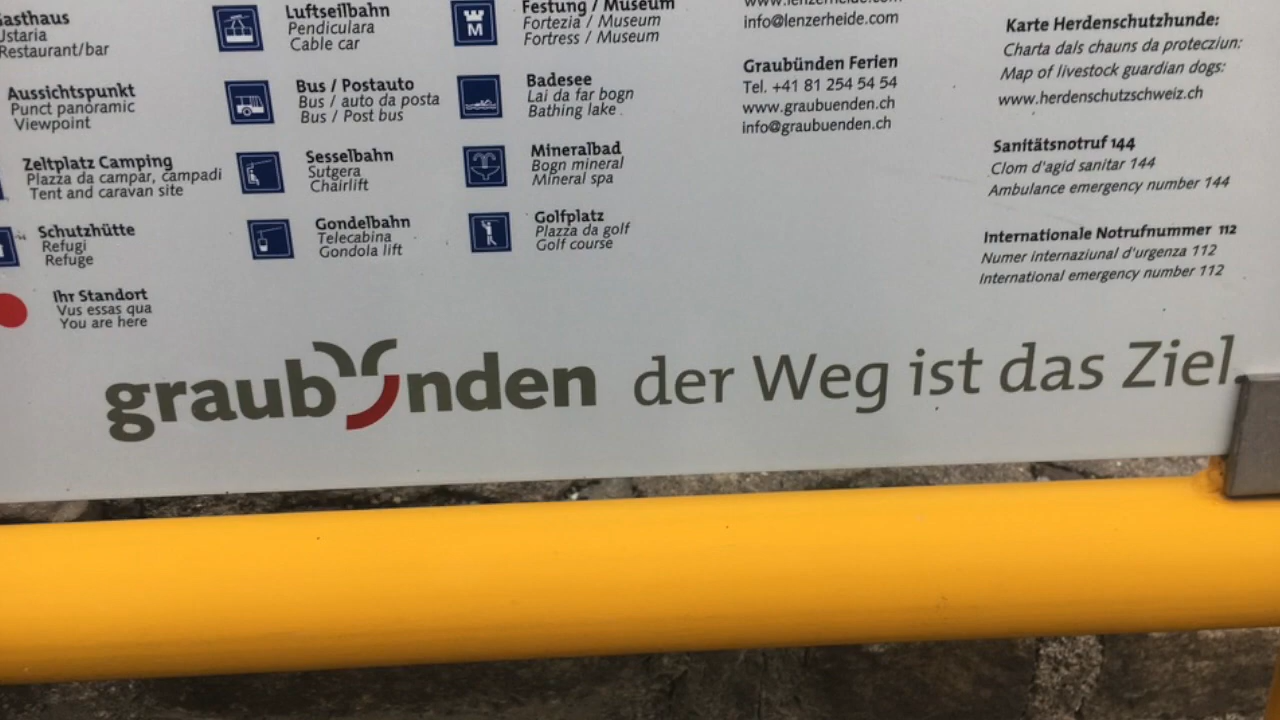 Gasthaus
Ustaria
Restaurant/bar
Aussichtspunkt
Punct panoramic
Viewpoint
Zeltplatz Camping
Plazza da campar, campadi
Tent and caravan site
Schutzhütte
Refugi
Refuge
Ihr Standort
Vus essas qua
You are here
Luftseilbahn
Pendiculara
Cable car
Bus / Postauto
Bus / auto da posta
Bus / Post bus
Sesselbahn
Sutgera
Chairlift
Gondelbahn
Telecabina
Gondola lift
M
Festung / Museum
Fortezia / Museum
Fortress / Museum
Badesee
Lai da far bogn
Bathing lake
Mineralbad
Bogn mineral
Mineral spa
Golfplatz
Plazza da golf
Golf course
info@lenzerheide.com
Graubünden Ferien
Tel. +41 81 254 54 54
www.graubuenden.ch
info@graubuenden.ch
Karte Herdenschutzhunde:
Charta dals chauns da protecziun:
Map of livestock guardian dogs:
www.herdenschutzschweiz.ch
Sanitätsnotruf 144
Clom d'agid sanitar 144
Ambulance emergency number 144
Internationale Notrufnummer 112
Numer internaziunal d'urgenza 112
International emergency number 112
graubünden der Weg ist das Ziel.